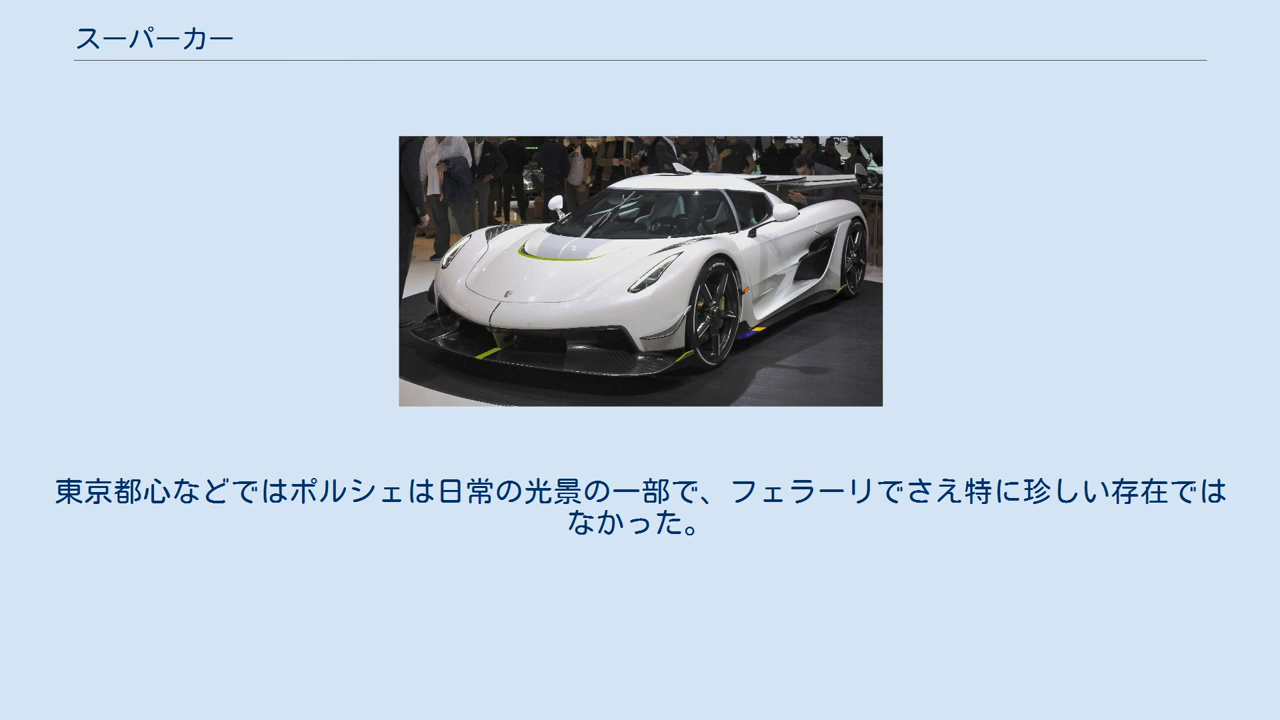 スーパーカー
東京都心などではポルシェは日常の光景の一部で、フェラーリでさえ特に珍しい存在では
なかった。